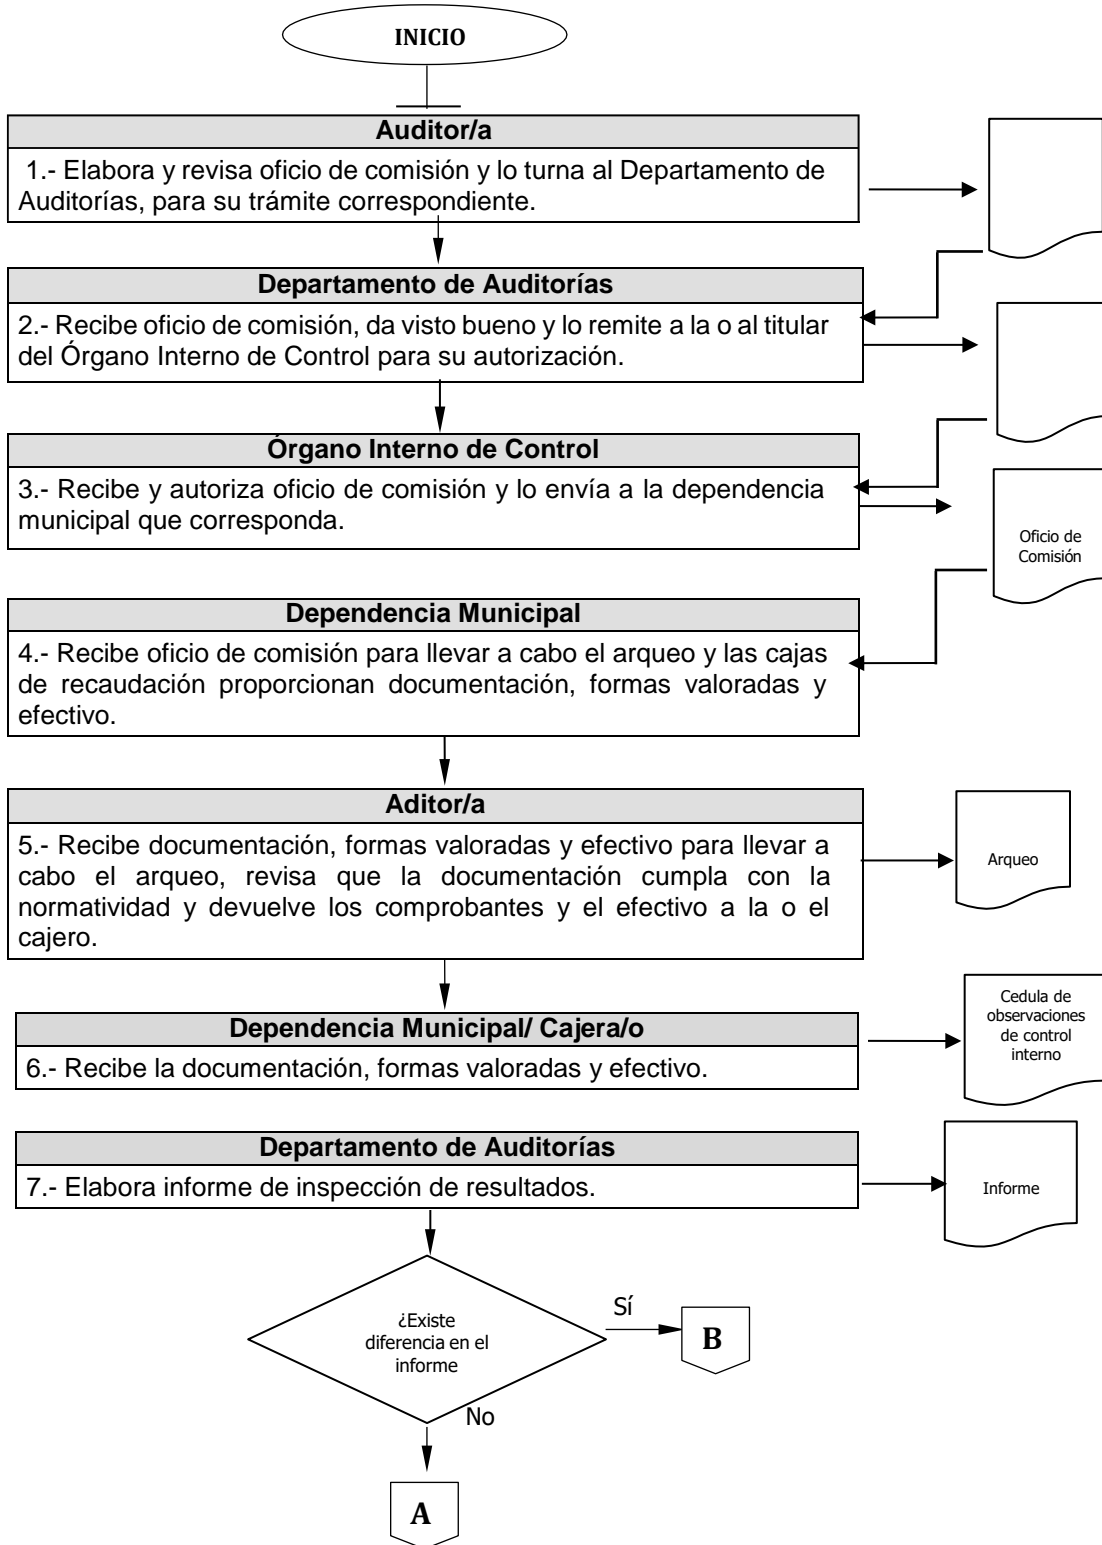 INICIO
Auditor/a
1.- Elabora y revisa oficio de comisión y lo turna al Departamento de
Auditorías, para su trámite correspondiente.
Departamento de Auditorías
2.- Recibe oficio de comisión, da visto bueno y lo remite a la o al titular
del Órgano Interno de Control para su autorización.
Órgano Interno de Control
3.- Recibe y autoriza oficio de comisión y lo envía a la dependencia
municipal que corresponda.
Oficio de
Comisión
Dependencia Municipal
4.- Recibe oficio de comisión para llevar a cabo el arqueo y las cajas
de recaudación proporcionan documentación, formas valoradas y
efectivo.
Aditor/a
5.- Recibe documentación, formas valoradas y efectivo para llevar a
cabo el arqueo, revisa que la documentación cumpla con la
normatividad y devuelve los comprobantes y el efectivo a la o el
cajero.
Arqueo
Dependencia Municipal/ Cajera/o
6.- Recibe la documentación, formas valoradas y efectivo.
Cedula de
observaciones
de control
interno
Departamento de Auditorías
7.- Elabora informe de inspección de resultados.
Informe
¿Existe
diferencia en el
informe
Sí
B
No
A